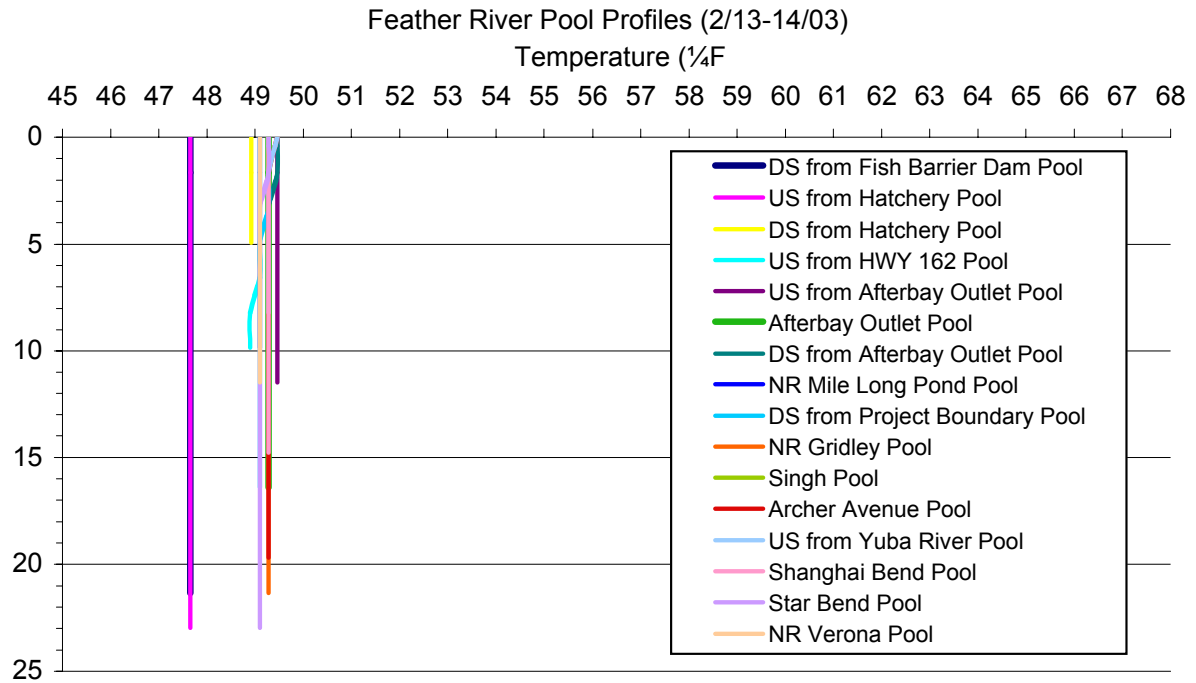 Feather River Pool Profiles (2/13-14/03)
Temperature (¼F
45 46 47 48 49 50 51 52 53 54 55 56 57 58 59 60 61 62 63 64 65 66 67 68
0
5
10
15
20
25
DS from Fish Barrier Dam Pool
US from Hatchery Pool
DS from Hatchery Pool
US from HWY 162 Pool
US from Afterbay Outlet Pool
Afterbay Outlet Pool
DS from Afterbay Outlet Pool
NR Mile Long Pond Pool
DS from Project Boundary Pool
NR Gridley Pool
Singh Pool
Archer Avenue Pool
US from Yuba River Pool
Shanghai Bend Pool
Star Bend Pool
NR Verona Pool